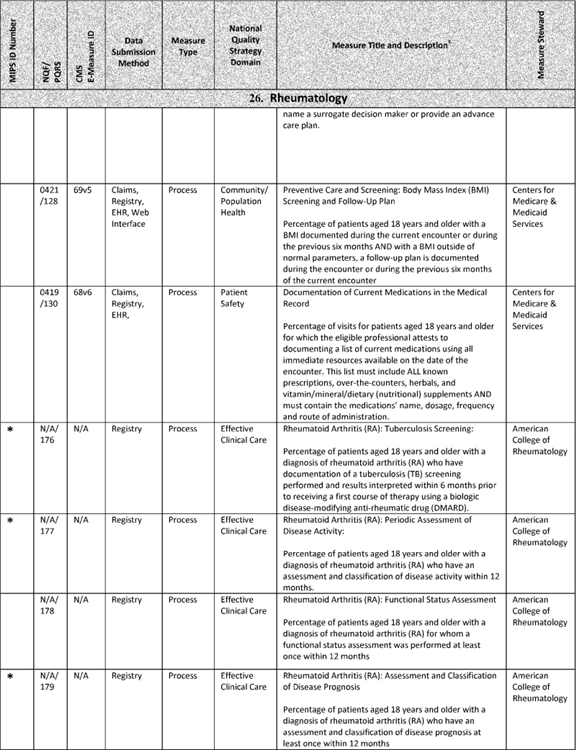 MIPS ID Number
NQF/
PQRS
CMS
E-Measure ID
Data
Submission
Method
Measure
Type
National
Quality
Strategy
Domain
Measure Title and Description
Measure Steward
26. Rheumatology
name a surrogate decision maker or provide an advance
care plan.
0421
/128
69v5
Claims,
Registry,
EHR, Web
Interface
Process
Community/
Population
Health
Preventive Care and Screening: Body Mass Index (BMI)
Screening and Follow-Up Plan
Percentage of patients aged 18 years and older with a
BMI documented during the current encounter or during
the previous six months AND with a BMI outside of
normal parameters, a follow-up plan is documented
during the encounter or during the previous six months
of the current encounter
Centers for
Medicare &
Medicaid
Services
0419
/130
68v6
Claims,
Registry,
EHR,
Process
Patient
Safety
Documentation of Current Medications in the Medical
Record
Percentage of visits for patients aged 18 years and older
for which the eligible professional attests to
documenting a list of current medications using all
immediate resources available on the date of the
encounter. This list must include ALL known
prescriptions, over-the-counters, herbals, and
vitamin/mineral/dietary (nutritional) supplements AND
must contain the medications' name, dosage, frequency
and route of administration.
Centers for
Medicare &
Medicaid
Services
*
N/A/
176
N/A
Registry
Process
Effective
Clinical Care
Rheumatoid Arthritis (RA): Tuberculosis Screening:
Percentage of patients aged 18 years and older with a
diagnosis of rheumatoid arthritis (RA) who have
documentation of a tuberculosis (TB) screening
performed and results interpreted within 6 months prior
to receiving a first course of therapy using a biologic
disease-modifying anti-rheumatic drug (DMARD).
American
College of
Rheumatology
*
N/A/
177
N/A
Registry
Process
Effective
Clinical Care
Rheumatoid Arthritis (RA): Periodic Assessment of
Disease Activity:
Percentage of patients aged 18 years and older with a
diagnosis of rheumatoid arthritis (RA) who have an
assessment and classification of disease activity within 12
months.
American
College of
Rheumatology
N/A/
178
N/A
Registry
Process
Effective
Clinical Care
Rheumatoid Arthritis (RA): Functional Status Assessment
Percentage of patients aged 18 years and older with a
diagnosis of rheumatoid arthritis (RA) for whom a
functional status assessment was performed at least
once within 12 months
American
College of
Rheumatology
*
N/A/
179
N/A
Registry
Process
Effective
Clinical Care
Rheumatoid Arthritis (RA): Assessment and Classification
of Disease Prognosis
Percentage of patients aged 18 years and older with a
diagnosis of rheumatoid arthritis (RA) who have an
assessment and classification of disease prognosis at
least once within 12 months
American
College of
Rheumatology